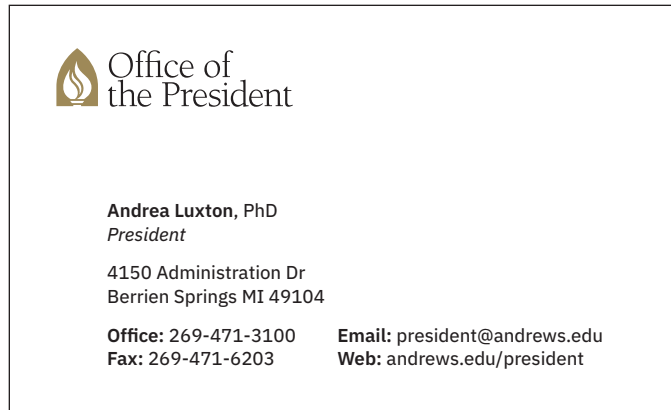 Office of
the President
Andrea Luxton, PhD
President
4150 Administration Dr
Berrien Springs MI 49104
Office: 269-471-3100 Email: president@andrews.edu
Fax: 269-471-6203 Web: andrews.edu/president